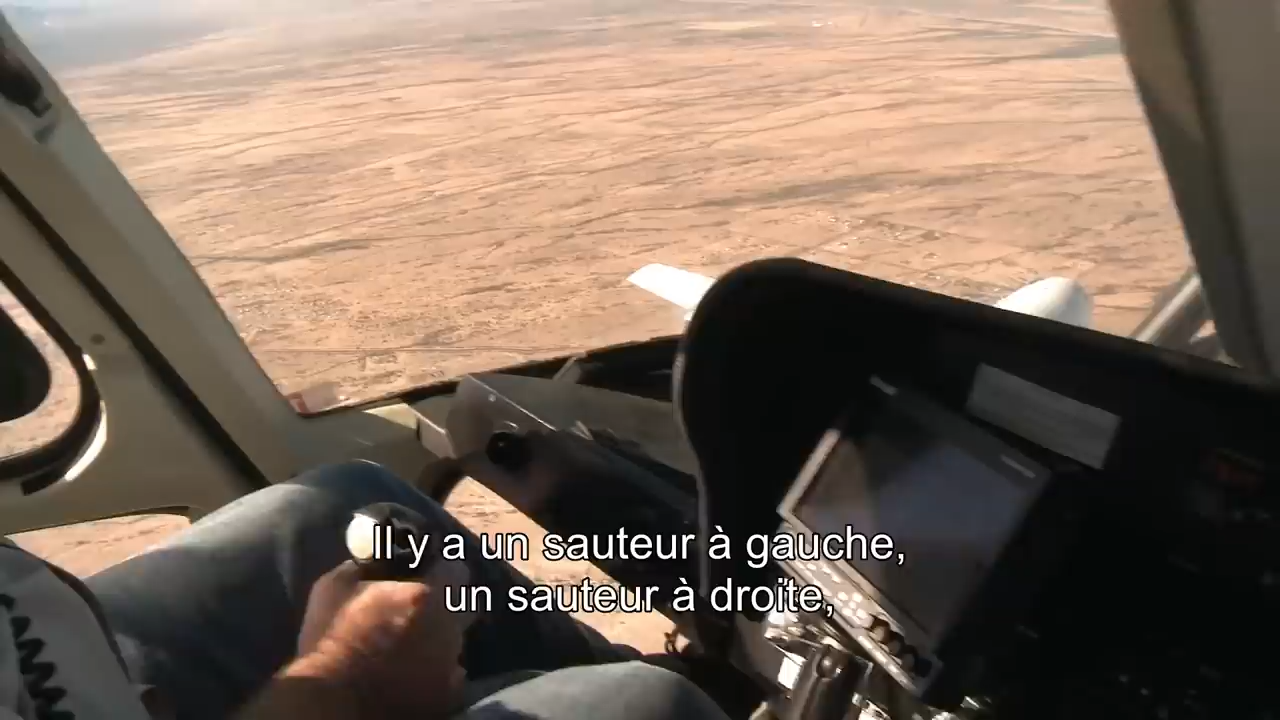 Il y a un sauteur à gauche,
un sauteur à droite,